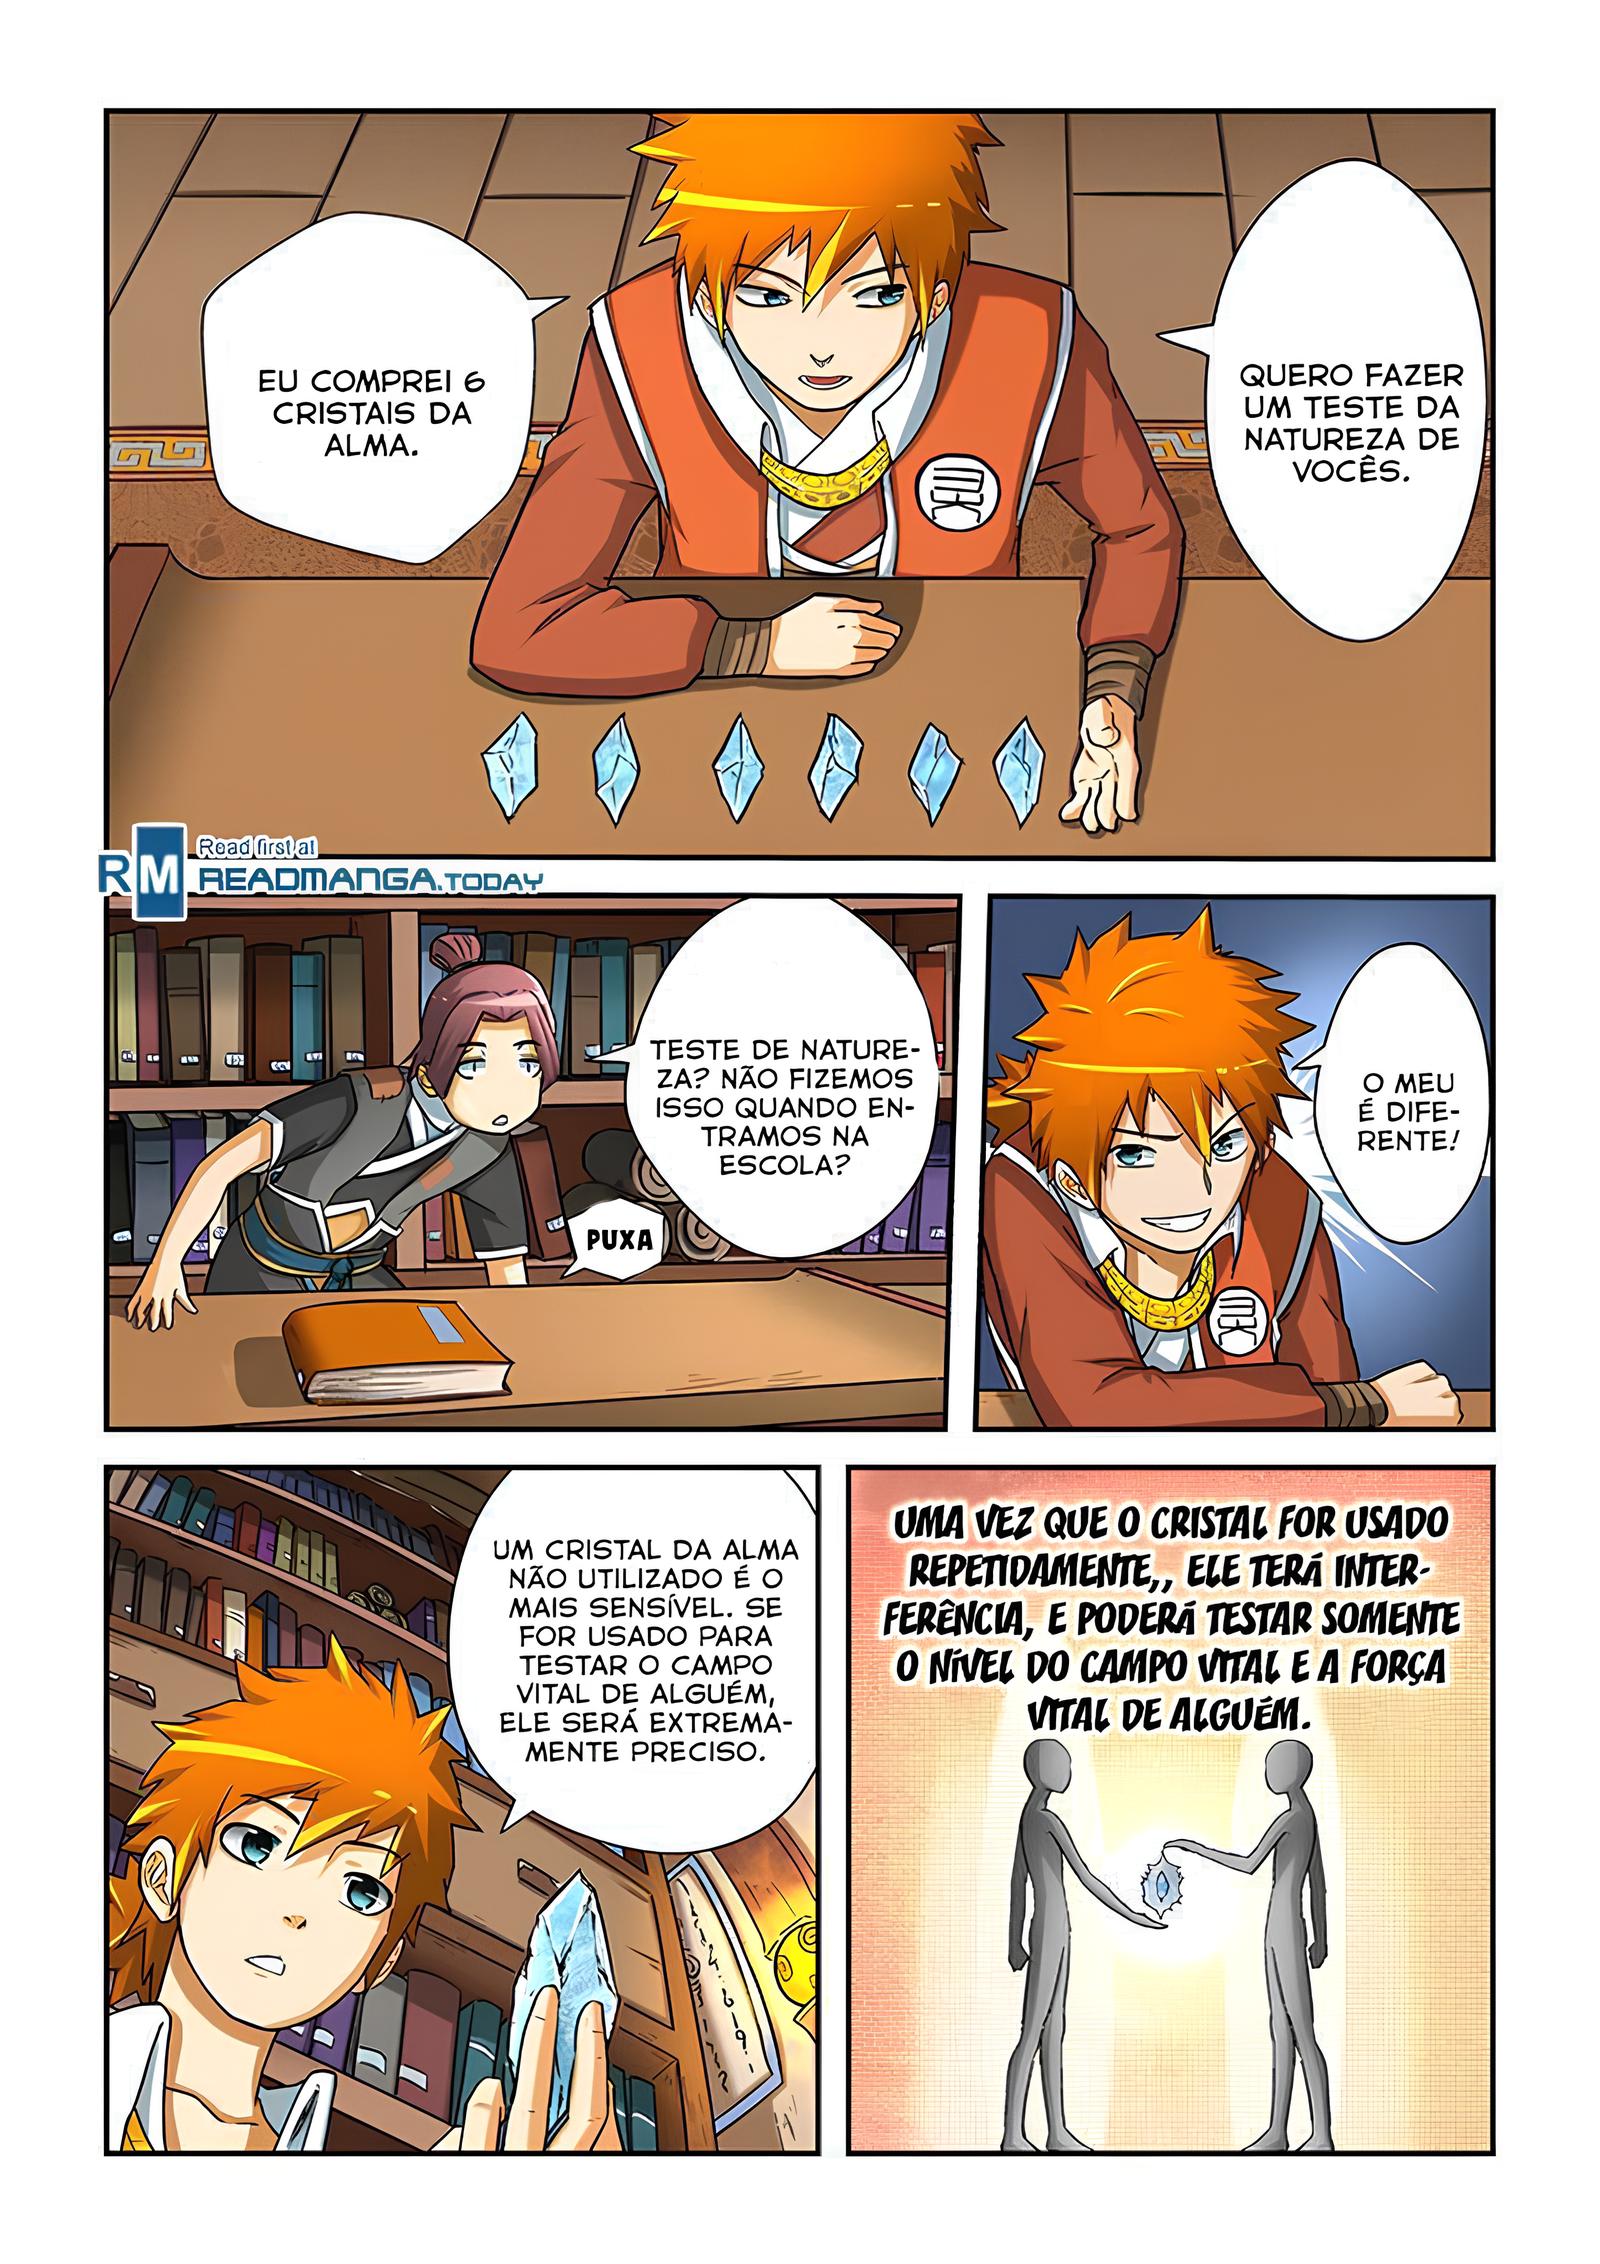 EU COMPREI 6
CRISTAIS DA
ALMA.
QUERO FAZER
UM TESTE DA
NATUREZA DE
VOCÊS.
Read first at
RM READMANGA.TODAY
TESTE DE NATURE-
ZA? NÃO FIZEMOS
ISSO QUANDO EN-
TRAMOS NA
ESCOLA?
PUXA
O MEU
É DIFE-
RENTE!
UM CRISTAL DA ALMA
NÃO UTILIZADO É O
MAIS SENSÍVEL. SE
FOR USADO PARA
TESTAR O CAMPO
VITAL DE ALGUÉM,
ELE SERÁ EXTREMA-
MENTE PRECISO.
UMA VEZ QUE O CRISTAL FOR USADO
REPETIDAMENTE,, ELE TERÁ INTER-
FERÊNCIA, E PODERÁ TESTAR SOMENTE
O NÍVEL DO CAMPO VITAL E A FORÇA
VITAL DE ALGUÉM.